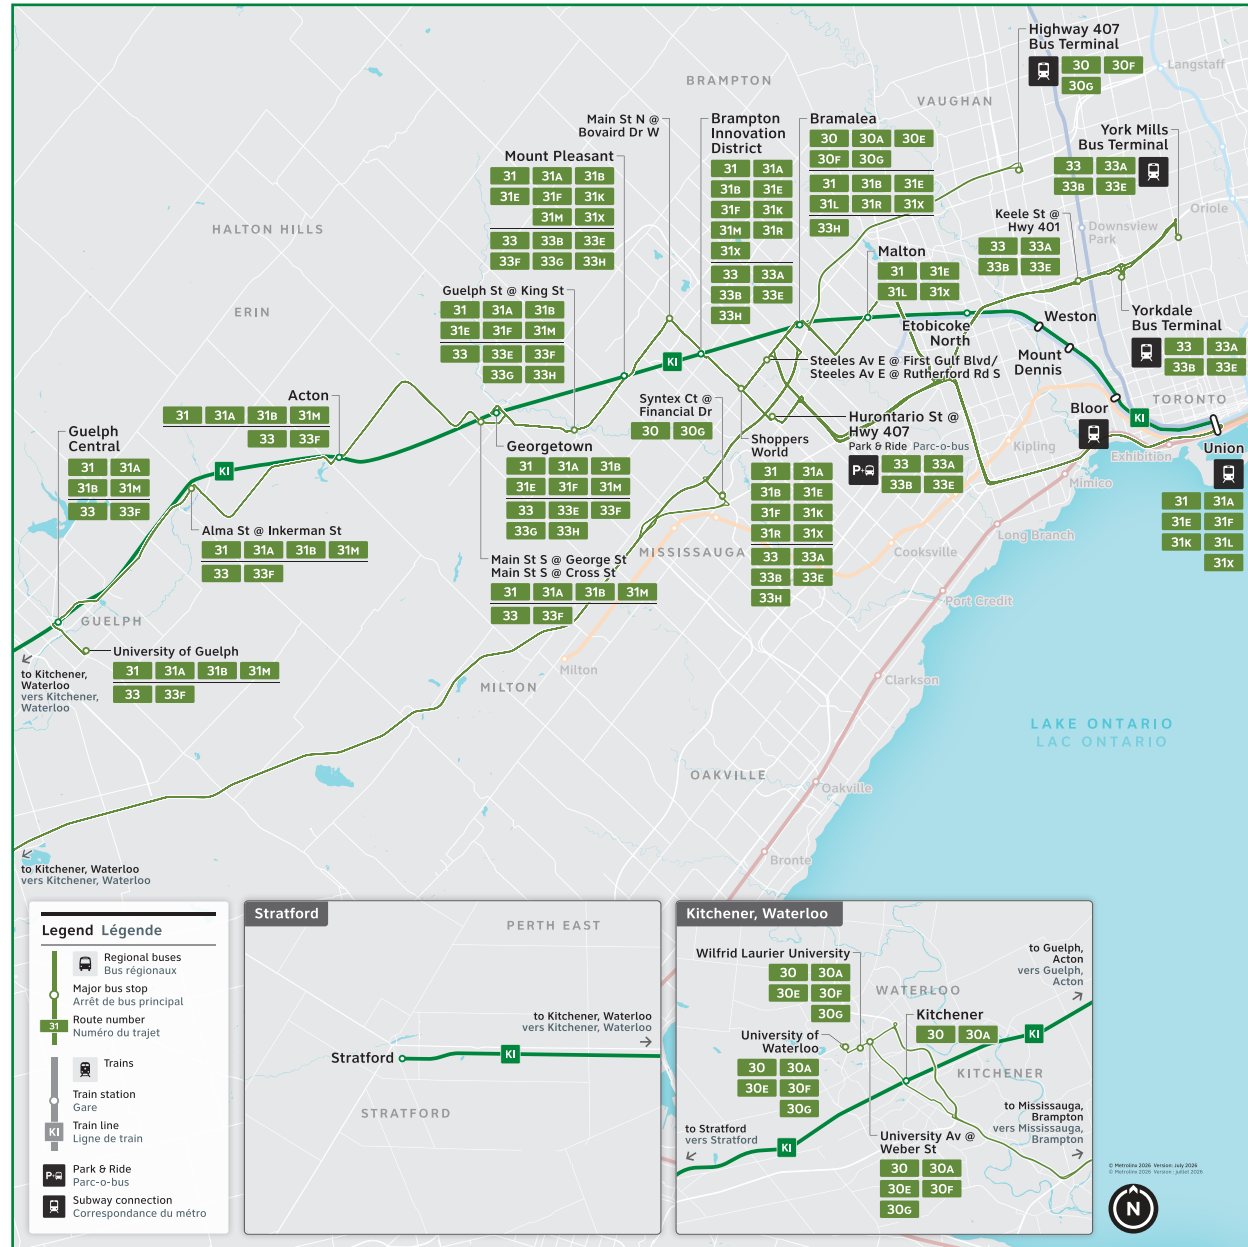 Highway 407
Bus Terminal
30 30F
30G
Langstaff
BRAMPTON
VAUGHAN
Main St N @
Bovaird Dr W
Brampton
Innovation
District
31 31A
31B 31E
31F 31K
31M 31R
31X
33 33A
33B 33E
33H
Bramalea
30 30A 30E
30F 30G
31 31B 31E
31L 31R 31X
33H
York Mills
Bus Terminal
33 33A
33B 33E
Mount Pleasant
31 31A 31B
31E 31F 31K
31M 31X
33 33B 33E
33F 33G 33H
Oriole
Keele St @
Hwy 401
33 33A
33B 33E
Downsview
Park
HALTON HILLS
Malton
31 31E
31L 31X
Guelph St @ King St
31 31A 31B
31E 31F 31M
33 33E 33F
33G 33H
ERIN
Etobicoke
North
Weston
Mount
Dennis
Yorkdale
Bus Terminal
33 33A
33B 33E
KI
Steeles Av E @ First Gulf Blvd/
Steeles Av E @ Rutherford Rd S
TORONTO
Acton
31 31A 31B 31M
33 33F
Syntex Ct @
Financial Dr
30 30G
Hurontario St @
Hwy 407
Park & Ride Parc-o-bus
P+
33 33A
33B 33E
Bloor
KI
Kipling
Exhibition
Union
31 31A
31E 31F
31K 31L
31X
Guelph
Central
31 31A
31B 31M
33 33F
KI
Georgetown
31 31A 31B
31E 31F 31M
33 33E 33F
33G 33H
Shoppers
World
31 31A
31B 31E
31F 31K
31R 31X
33 33A
33B 33E
33H
Mimico
Long Branch
Alma St @ Inkerman St
31 31A 31B 31M
33 33F
MISSISSAUGA
Cooksville
Main St S @ George St
Main St S @ Cross St
31 31A 31B 31M
33 33F
Port Credit
GUELPH
University of Guelph
31 31A 31B 31M
33 33F
to Kitchener,
Waterloo
vers Kitchener,
Waterloo
Milton
MILTON
Clarkson
LAKE ONTARIO
LAC ONTARIO
OAKVILLE
Oakville
Bronte
to Kitchener, Waterloo
vers Kitchener, Waterloo
Legend Légende
Regional buses
Bus régionaux
Major bus stop
Arrêt de bus principal
31
Route number
Numéro du trajet
Trains
Train station
Gare
KI
Train line
Ligne de train
P+
Park & Ride
Parc-o-bus
Subway connection
Correspondance du métro
Stratford
PERTH EAST
to Kitchener, Waterloo
vers Kitchener, Waterloo
Stratford
KI
STRATFORD
Kitchener, Waterloo
Wilfrid Laurier University
30 30A
30E 30F
30G
to Guelph,
Acton
vers Guelph,
Acton
WATERLOO
University of
Waterloo
30 30A
30E 30F
30G
Kitchener
30 30A
KI
KITCHENER
to Mississauga,
Brampton
vers Mississauga,
Brampton
to Stratford
vers Stratford
KI
University Av @
Weber St
30 30A
30E 30F
30G
© Metrolinx 2026 Version: July 2026
© Metrolinx 2026 Version : juillet 2026
N